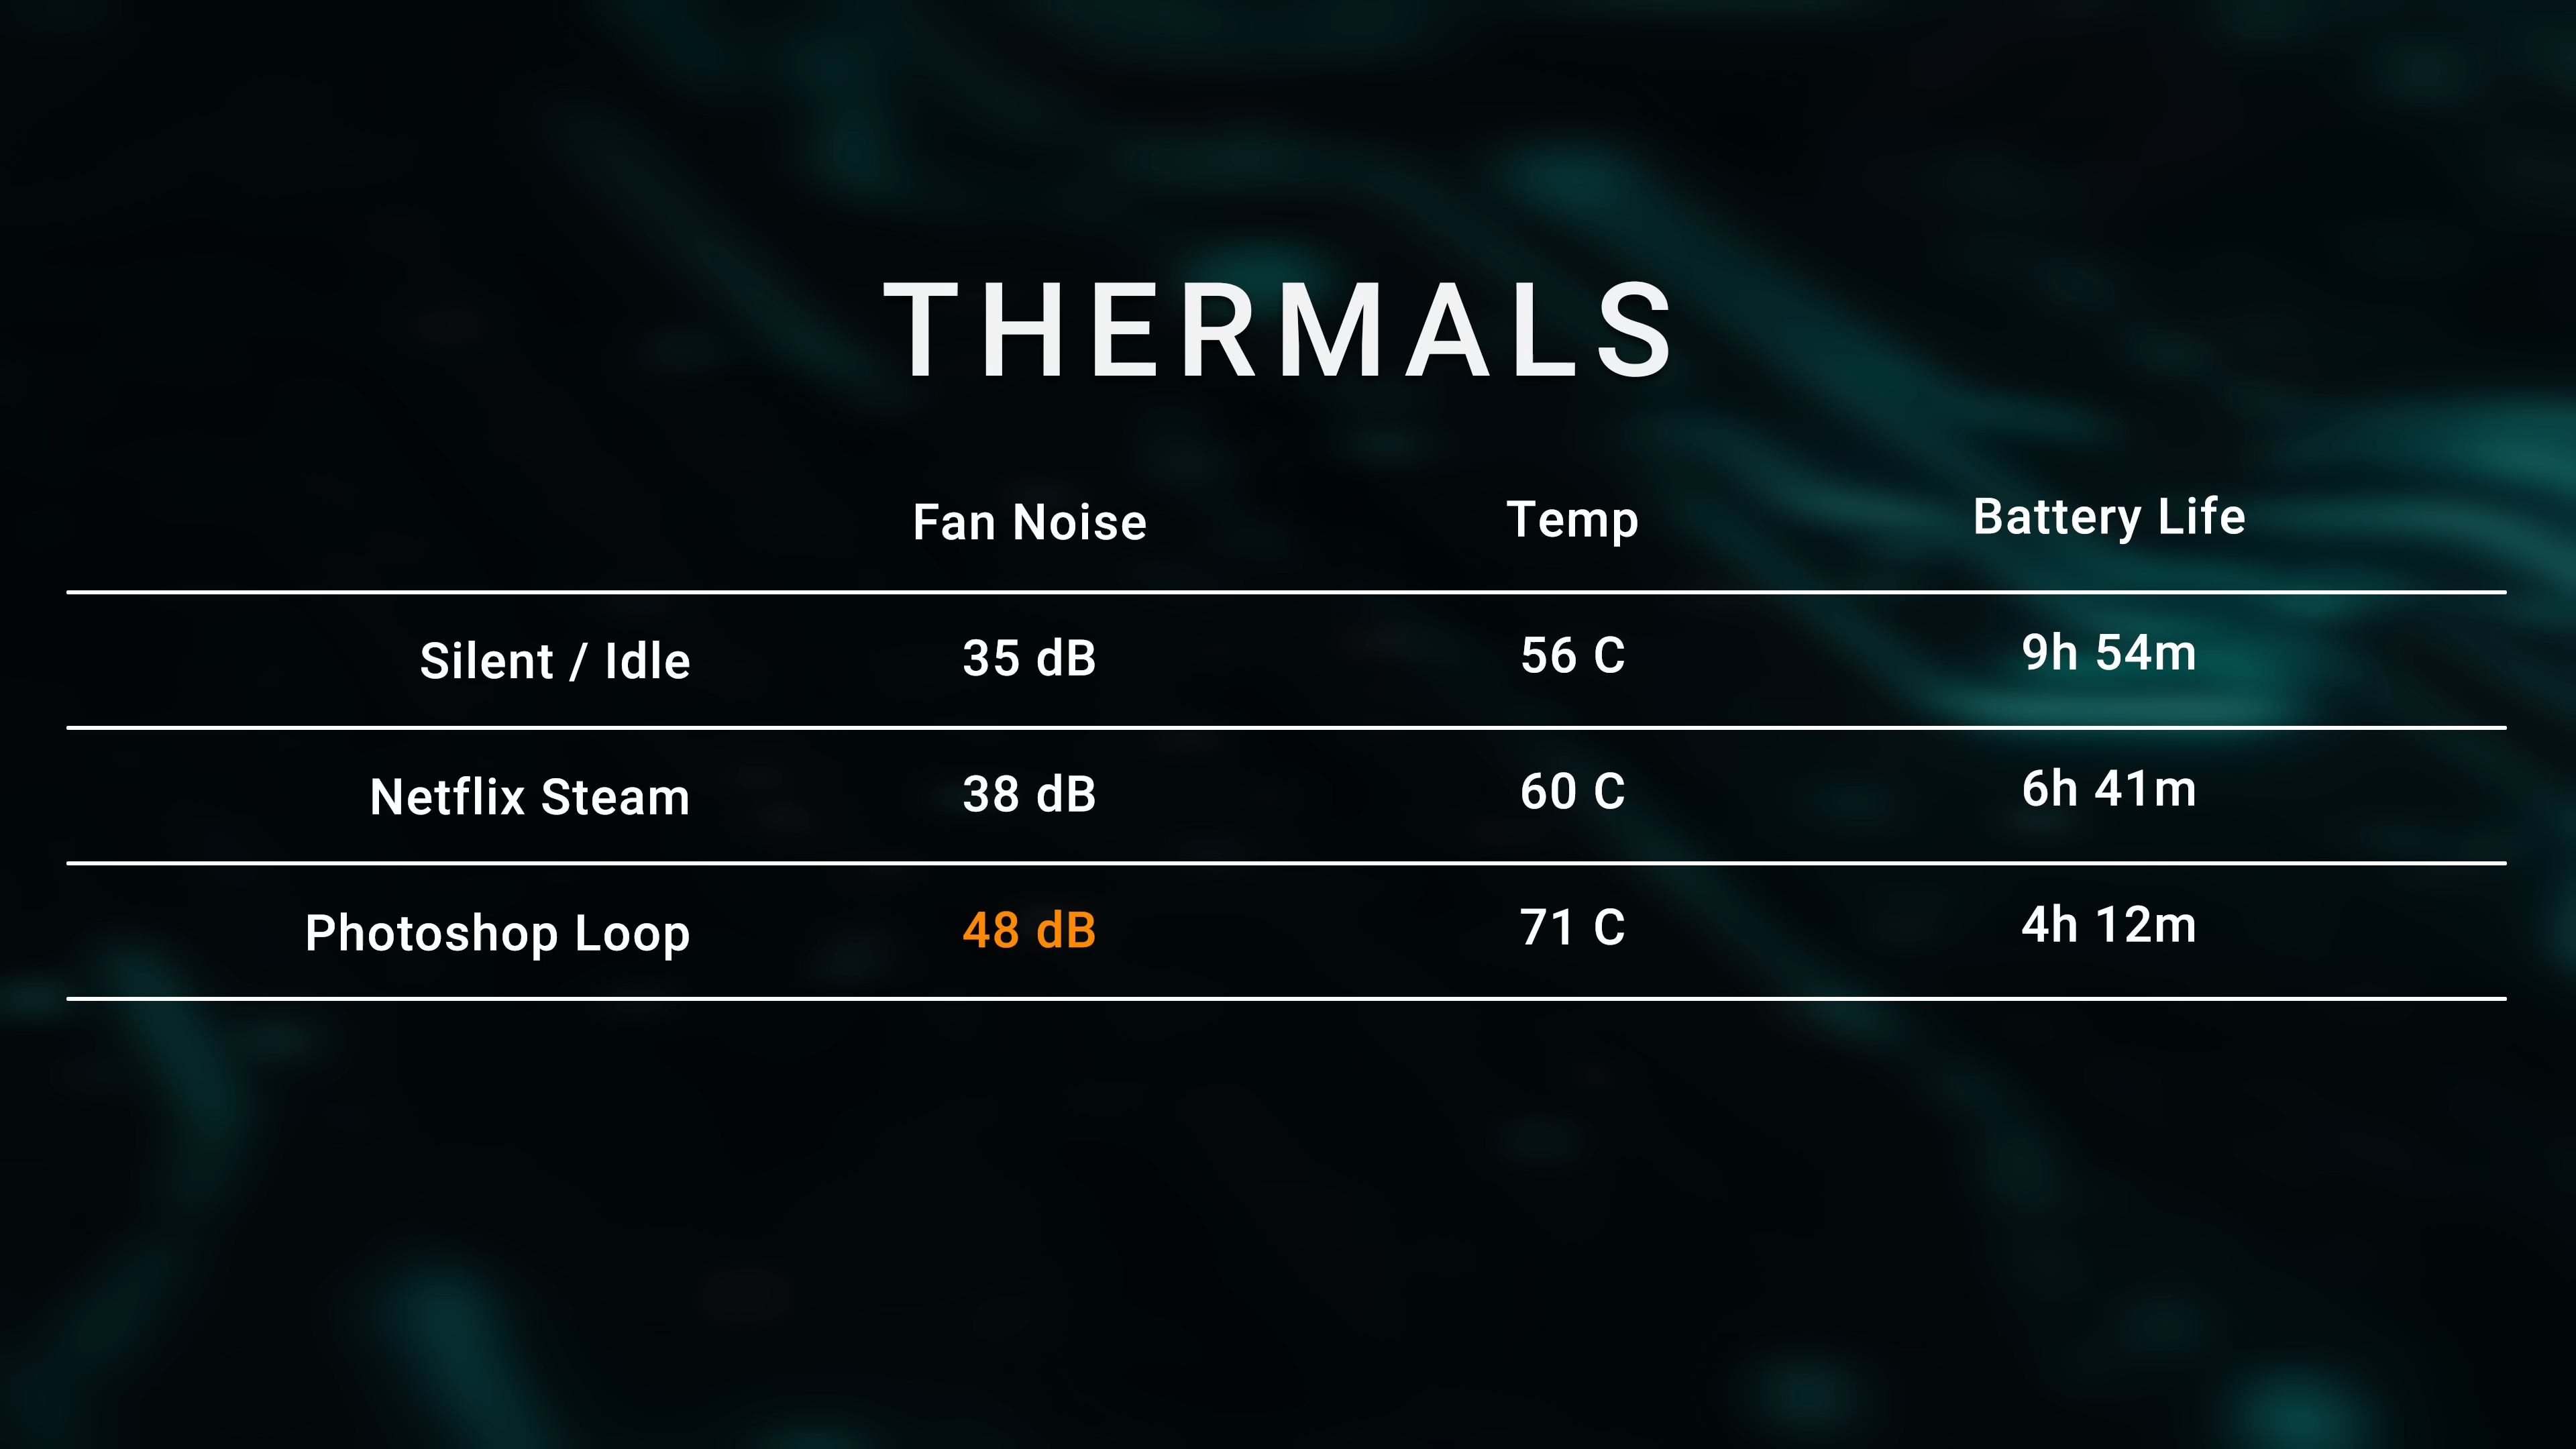 THERMALS
Fan Noise Temp Battery Life
Silent / Idle 35 dB 56 C 9h 54m
Netflix Steam 38 dB 60 C 6h 41m
Photoshop Loop 48 dB 71 C 4h 12m